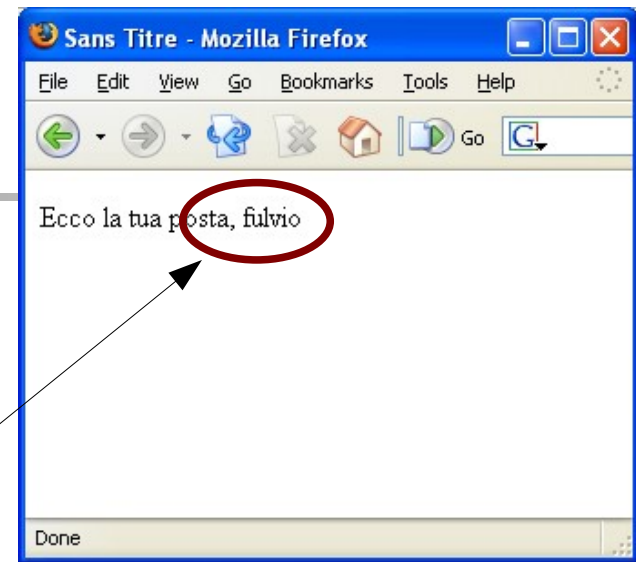 Sans Titre - Mozilla Firefox
File Edit View Go Bookmarks Tools Help
Go G
Ecco la tua posta, fulvio
Done